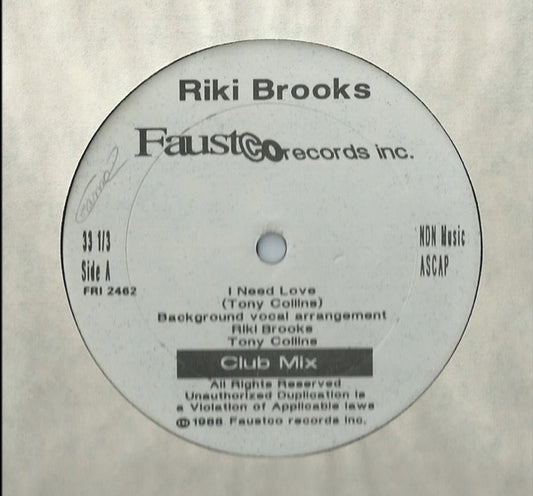 Riki Brooks
Faustco records inc.
33 1/3
Side A
FRI 2462
NDN Music
ASCAP
I Need Love
(Tony Collins)
Background vocal arrangement
Riki Brooks
Tony Collins
Club Mix
All Rights Reserved
Unauthorized Duplication is
a Violation of Applicable laws
© 1988 Faustco records inc.